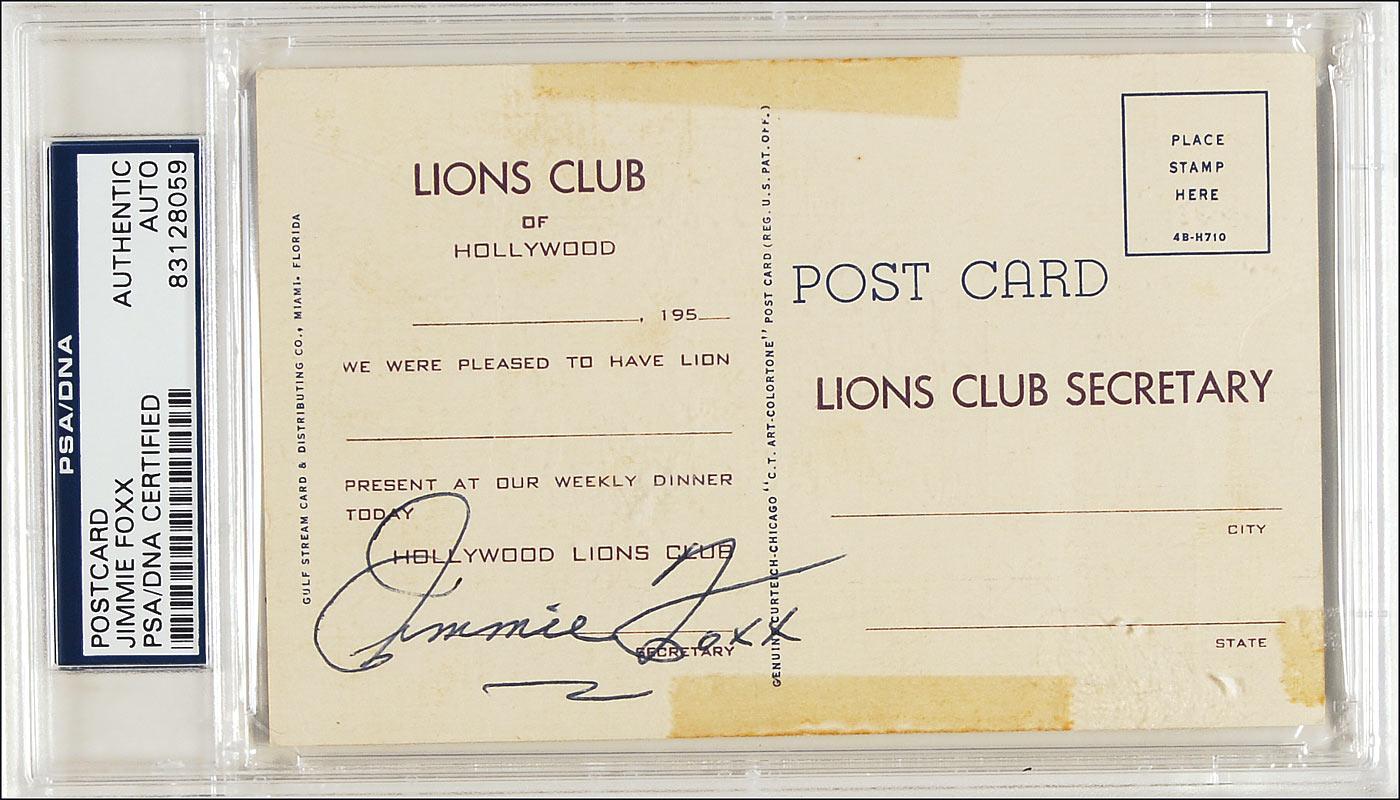 PSA/DNA
POSTCARD
JIMMIE FOXX
PSA/DNA CERTIFIED
AUTHENTIC
AUTO
83128059
GULF STREAM CARD & DISTRIBUTING CO., MIAMI. FLORIDA
LIONS CLUB
OF
HOLLYWOOD
, 195
WE WERE PLEASED TO HAVE LION
PRESENT AT OUR WEEKLY DINNER
TODAY
HOLLYWOOD LIONS CLUB
Jimmie Foxx
SECRETARY
GENUINE CURTEICH-CHICAGO "C.T. ART-COLORTONE" POST CARD (REG. U.S. PAT. OFF.)
PLACE
STAMP
HERE
4B-H710
POST CARD
LIONS CLUB SECRETARY
CITY
STATE